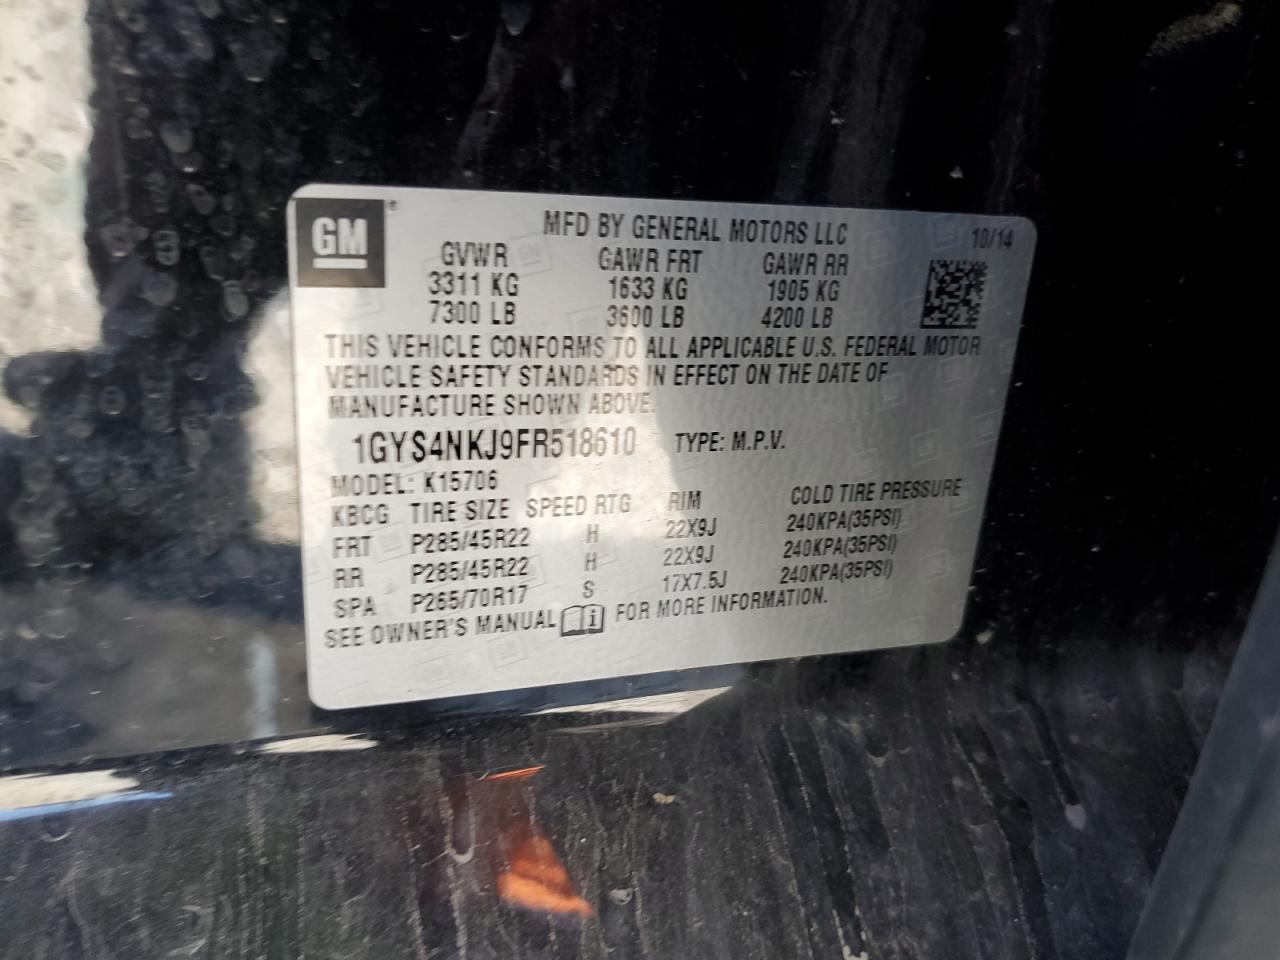 GM
MFD BY GENERAL MOTORS LLC 10/14
GVWR GAWR FRT GAWR RR
3311 KG 1633 KG 1905 KG
7300 LB 3600 LB 4200 LB
THIS VEHICLE CONFORMS TO ALL APPLICABLE U.S. FEDERAL MOTOR
VEHICLE SAFETY STANDARDS IN EFFECT ON THE DATE OF
MANUFACTURE SHOWN ABOVE.
1GYS4NKJ9FR518610 TYPE: M.P.V.
MODEL: K15706
KBCG TIRE SIZE SPEED RTG RIM COLD TIRE PRESSURE
FRT P285/45R22 H 22X9J 240KPA(35PSI)
RR P285/45R22 H 22X9J 240KPA(35PSI)
SPA P265/70R17 S 17X7.5J 240KPA(35PSI)
SEE OWNER'S MANUAL i FOR MORE INFORMATION.